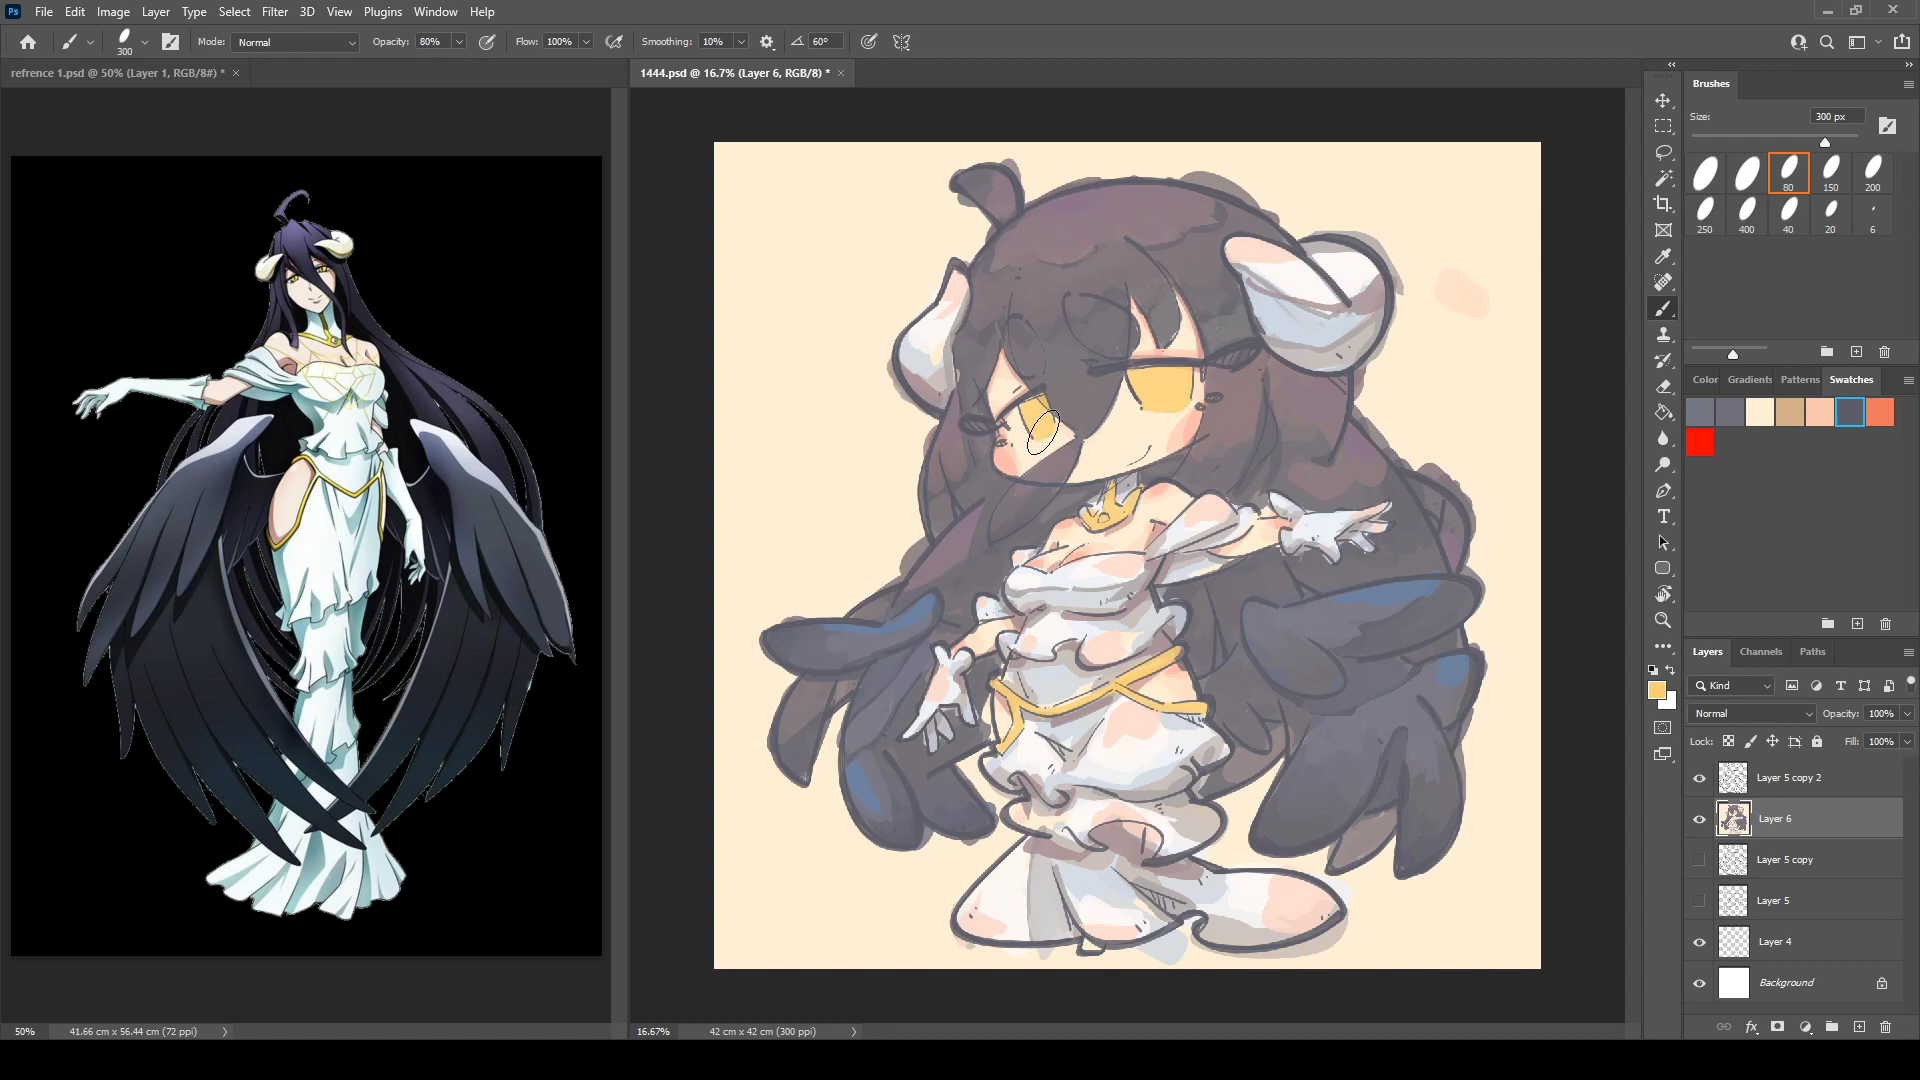 Ps File Edit Image Layer Type Select Filter 3D View Plugins Window Help
300 Mode: Normal Opacity: 80% Flow: 100% Smoothing: 10% 60°
refrence 1.psd @ 50% (Layer 1, RGB/8#) * ×
1444.psd @ 16.7% (Layer 6, RGB/8) * ×
Brushes
Size: 300 px
80 150 200
250 400 40 20 6
Color Gradients Patterns Swatches
Layers Channels Paths
Kind
Normal Opacity: 100%
Lock: Fill: 100%
Layer 5 copy 2
Layer 6
Layer 5 copy
Layer 5
Layer 4
Background
50% 41.66 cm x 56.44 cm (72 ppi)
16.67% 42 cm x 42 cm (300 ppi)